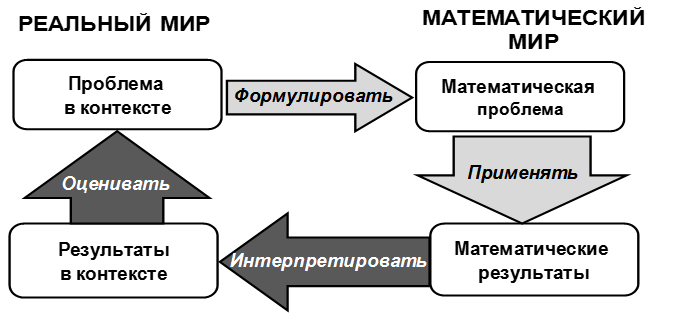 РЕАЛЬНЫЙ МИР
МАТЕМАТИЧЕСКИЙ
МИР
Проблема
в контексте
Формулировать
Математическая
проблема
Применять
Математические
результаты
Интерпретировать
Результаты
в контексте
Оценивать